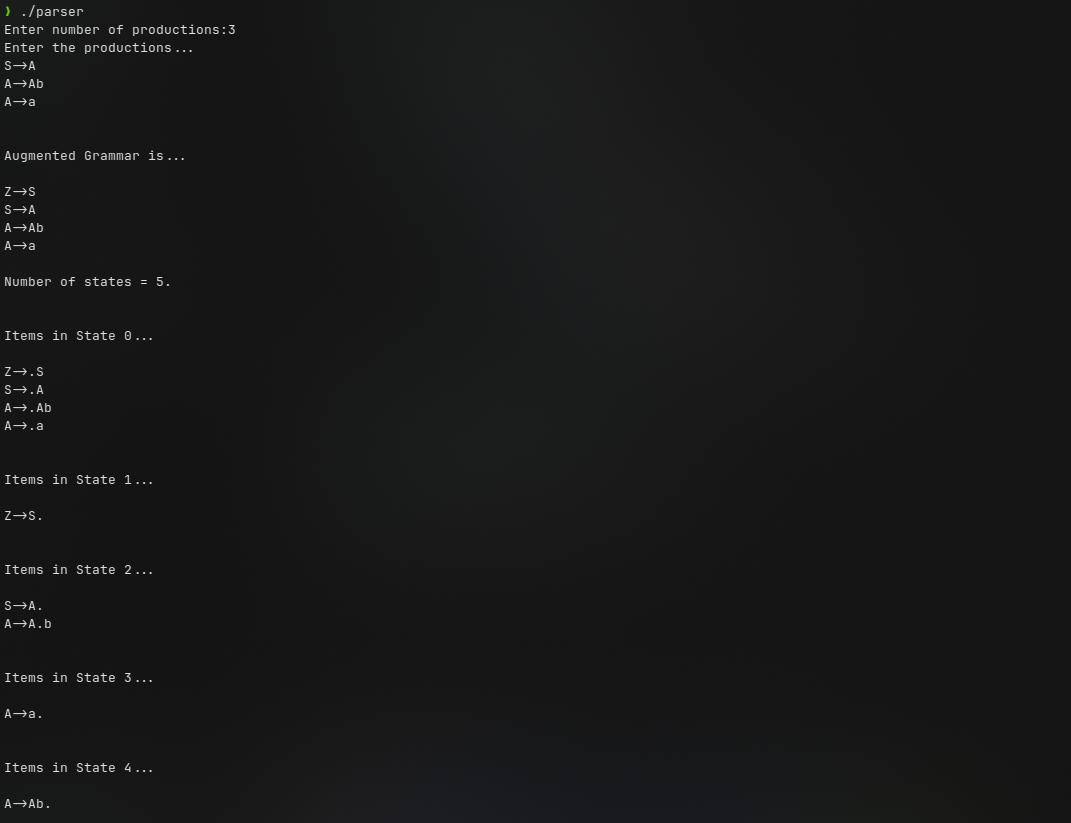 ❯ ./parser
Enter number of productions:3
Enter the productions...
S->A
A->Ab
A->a
Augmented Grammar is...
Z->S
S->A
A->Ab
A->a
Number of states = 5.
Items in State 0...
Z->.S
S->.A
A->.Ab
A->.a
Items in State 1...
Z->S.
Items in State 2...
S->A.
A->A.b
Items in State 3...
A->a.
Items in State 4...
A->Ab.